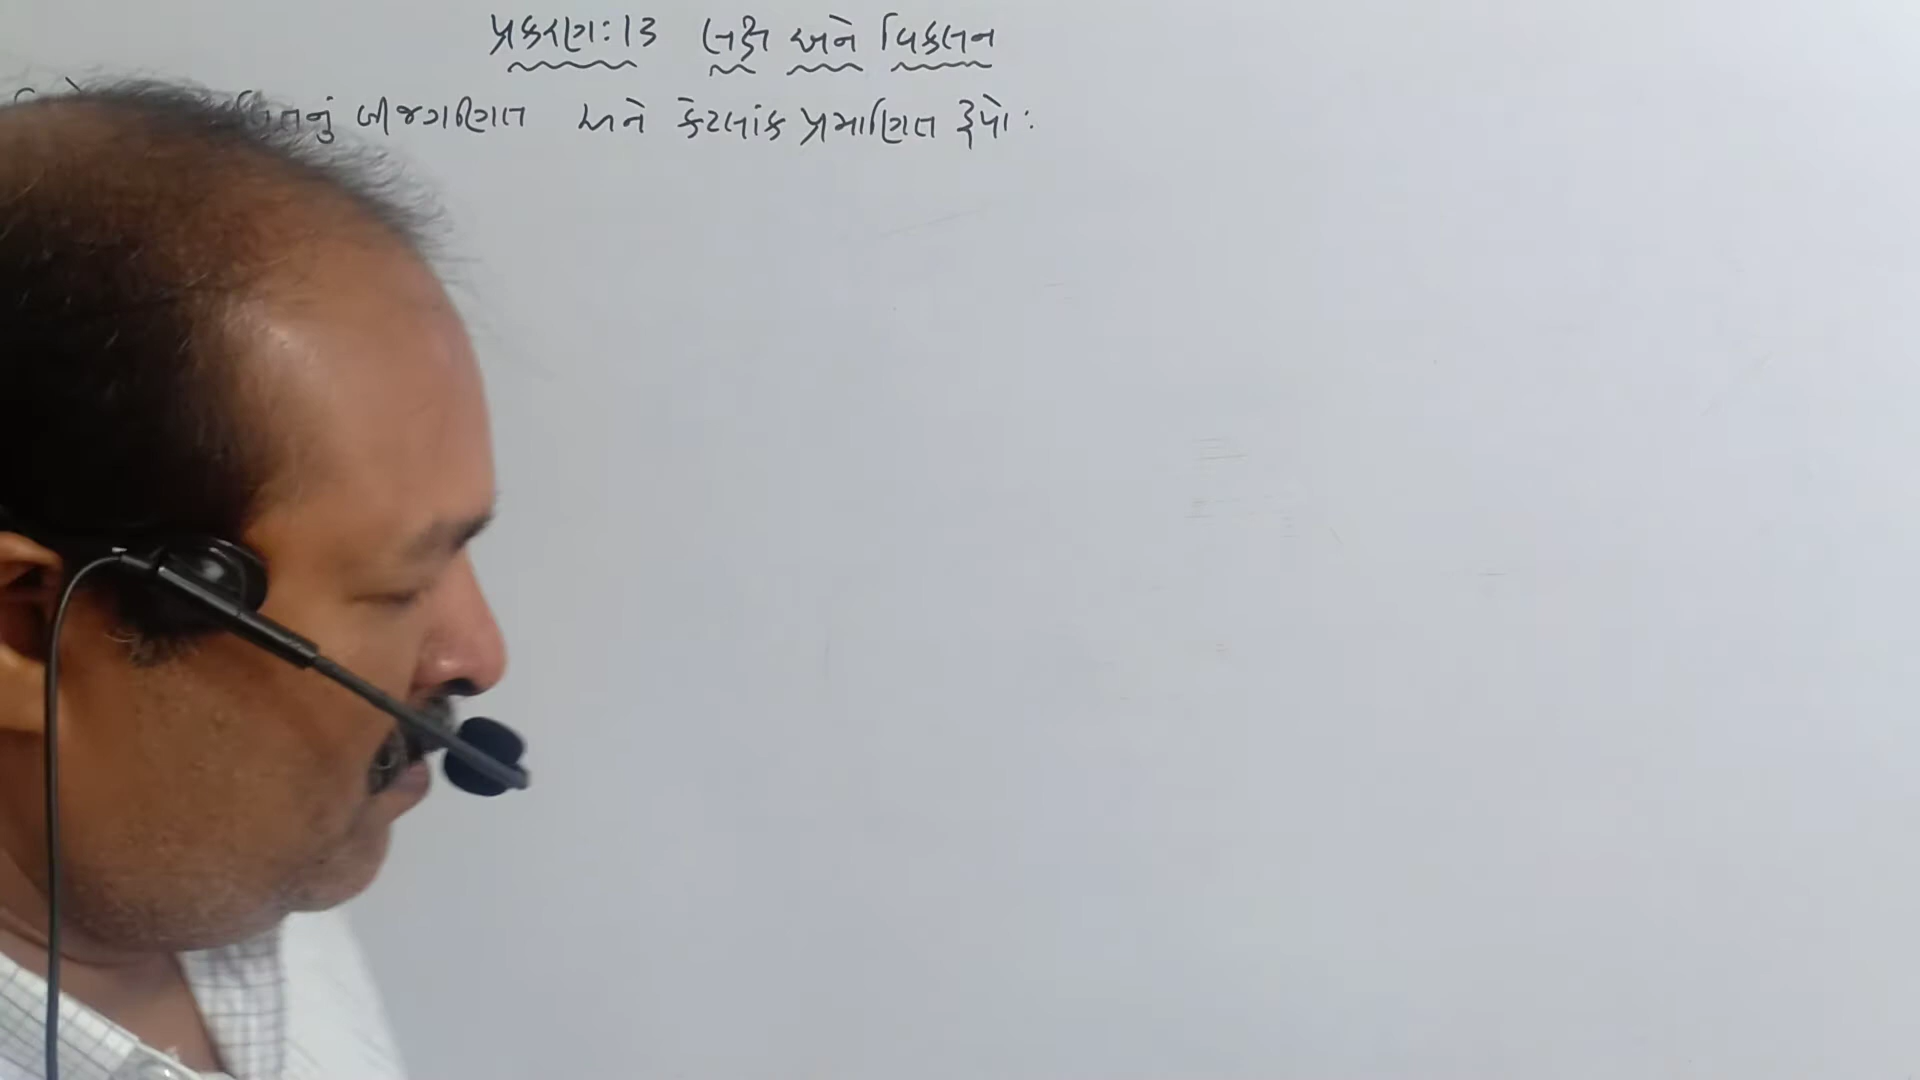 પ્રકરણ:13 લક્ષ અને વિકલન
બીજગણિત અને કેટલાંક પ્રમાણિત રૂપો: